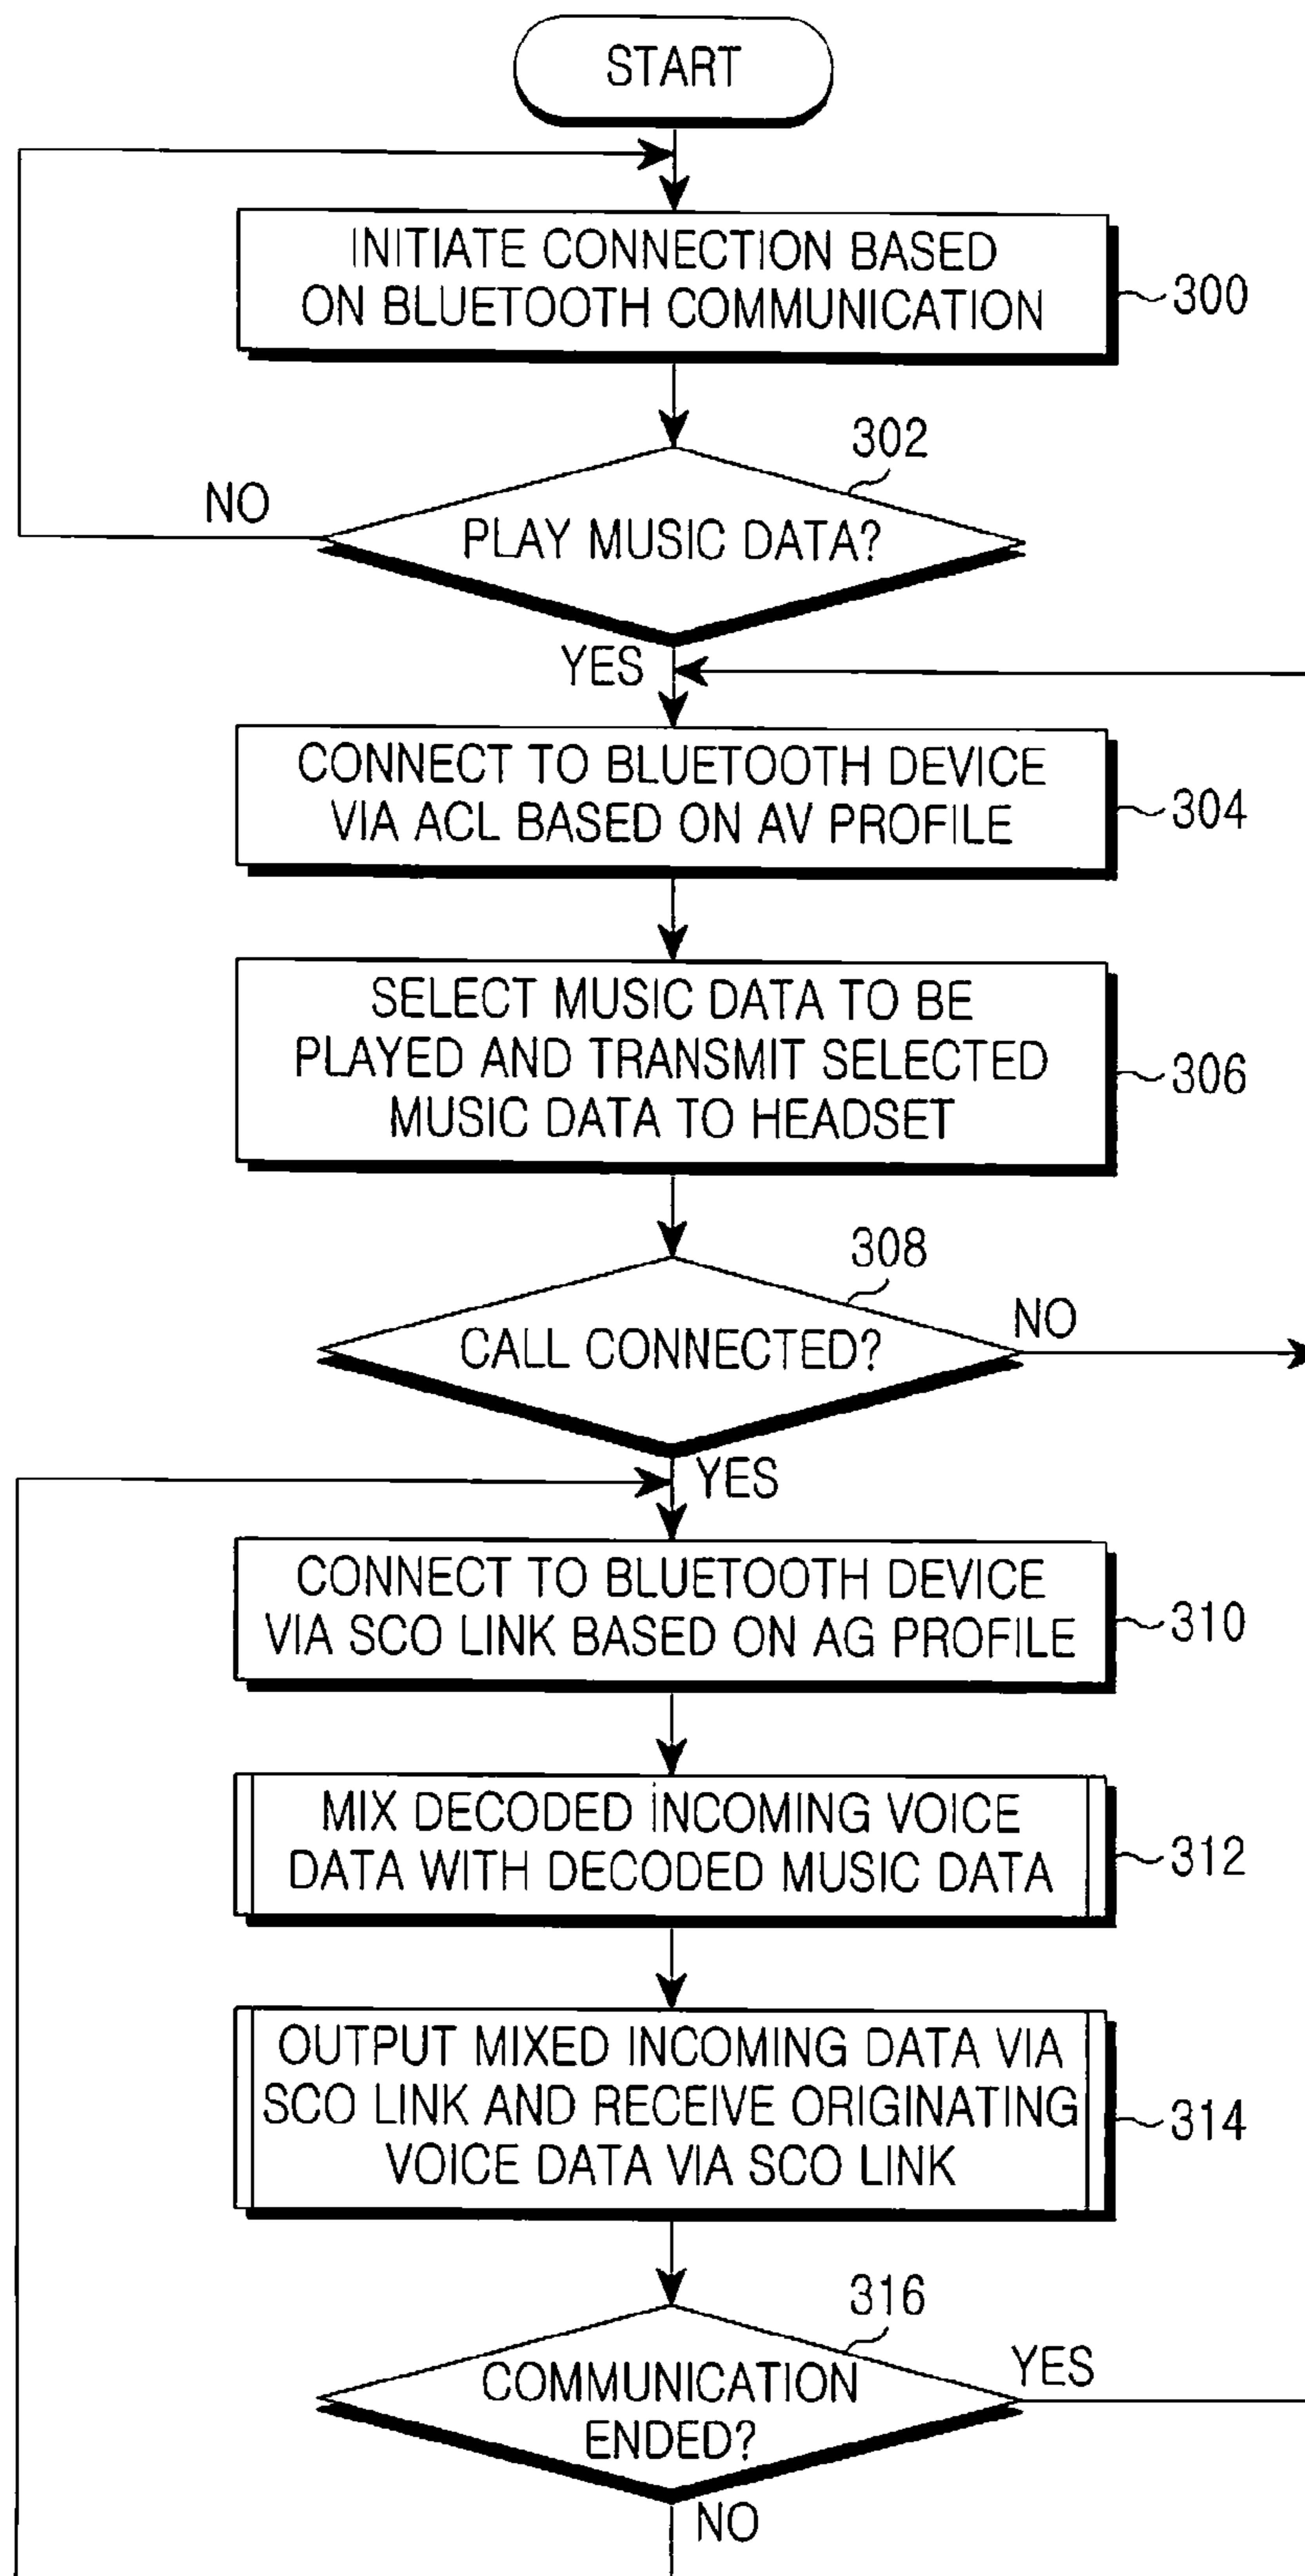 START
INITIATE CONNECTION BASED
ON BLUETOOTH COMMUNICATION
300
302
NO
PLAY MUSIC DATA?
YES
CONNECT TO BLUETOOTH DEVICE
VIA ACL BASED ON AV PROFILE
304
SELECT MUSIC DATA TO BE
PLAYED AND TRANSMIT SELECTED
MUSIC DATA TO HEADSET
306
308
NO
CALL CONNECTED?
YES
CONNECT TO BLUETOOTH DEVICE
VIA SCO LINK BASED ON AG PROFILE
310
MIX DECODED INCOMING VOICE
DATA WITH DECODED MUSIC DATA
312
OUTPUT MIXED INCOMING DATA VIA
SCO LINK AND RECEIVE ORIGINATING
VOICE DATA VIA SCO LINK
314
316
YES
COMMUNICATION
ENDED?
NO